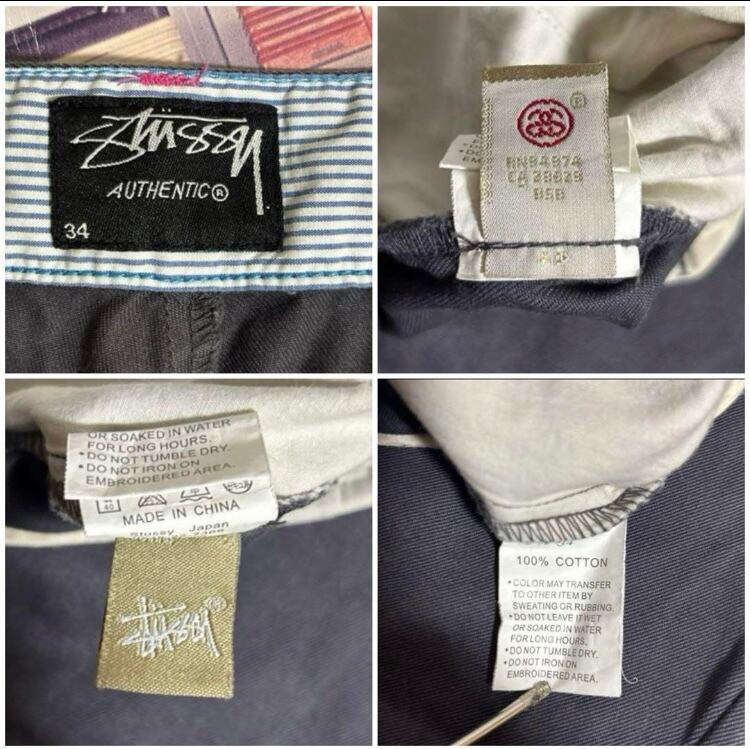 STÜSSY
AUTHENTIC®
34
®
RN94974
CA 28629
OR SOAKED IN WATER
FOR LONG HOURS.
• DO NOT TUMBLE DRY.
• DO NOT IRON ON
EMBROIDERED AREA.
40
MADE IN CHINA
Stussy Japan
STÜSSY®
100% COTTON
• COLOR MAY TRANSFER
TO OTHER ITEM BY
SWEATING OR RUBBING.
• DO NOT LEAVE IT WET
OR SOAKED IN WATER
FOR LONG HOURS.
• DO NOT TUMBLE DRY.
• DO NOT IRON ON
EMBROIDERED AREA.